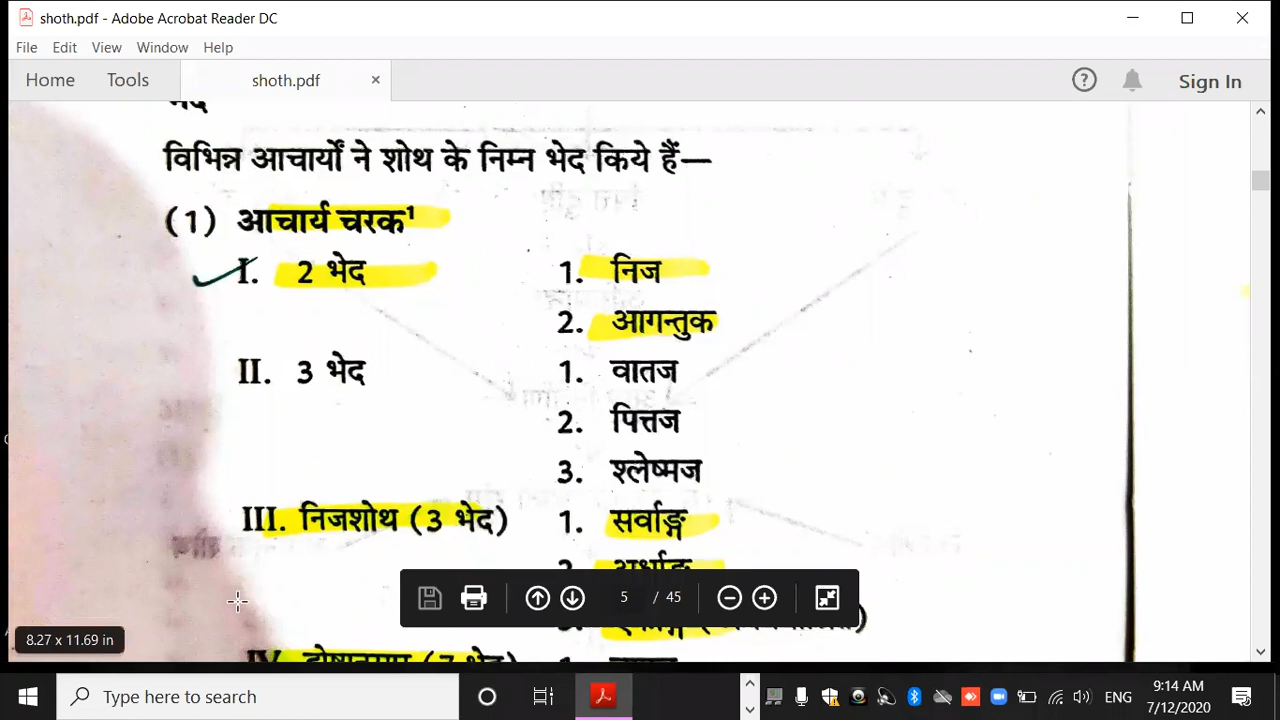 shoth.pdf - Adobe Acrobat Reader DC
File Edit View Window Help
Home Tools shoth.pdf × Sign In
भेद
विभिन्न आचार्यों ने शोथ के निम्न भेद किये हैं—
(1) आचार्य चरक¹
I. 2 भेद 1. निज
2. आगन्तुक
II. 3 भेद 1. वातज
2. पित्तज
3. श्लेष्मज
III. निजशोथ (3 भेद) 1. सर्वाङ्ग
2. अर्धाङ्ग
5 / 45
8.27 x 11.69 in
Type here to search
ENG
9:14 AM
7/12/2020